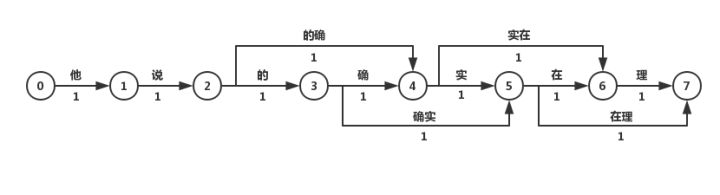 的确 实在
1 1
他 说 的 确 实 在 理
0 1 2 3 4 5 6 7
1 1 1 1 1 1 1
确实 在理
1 1